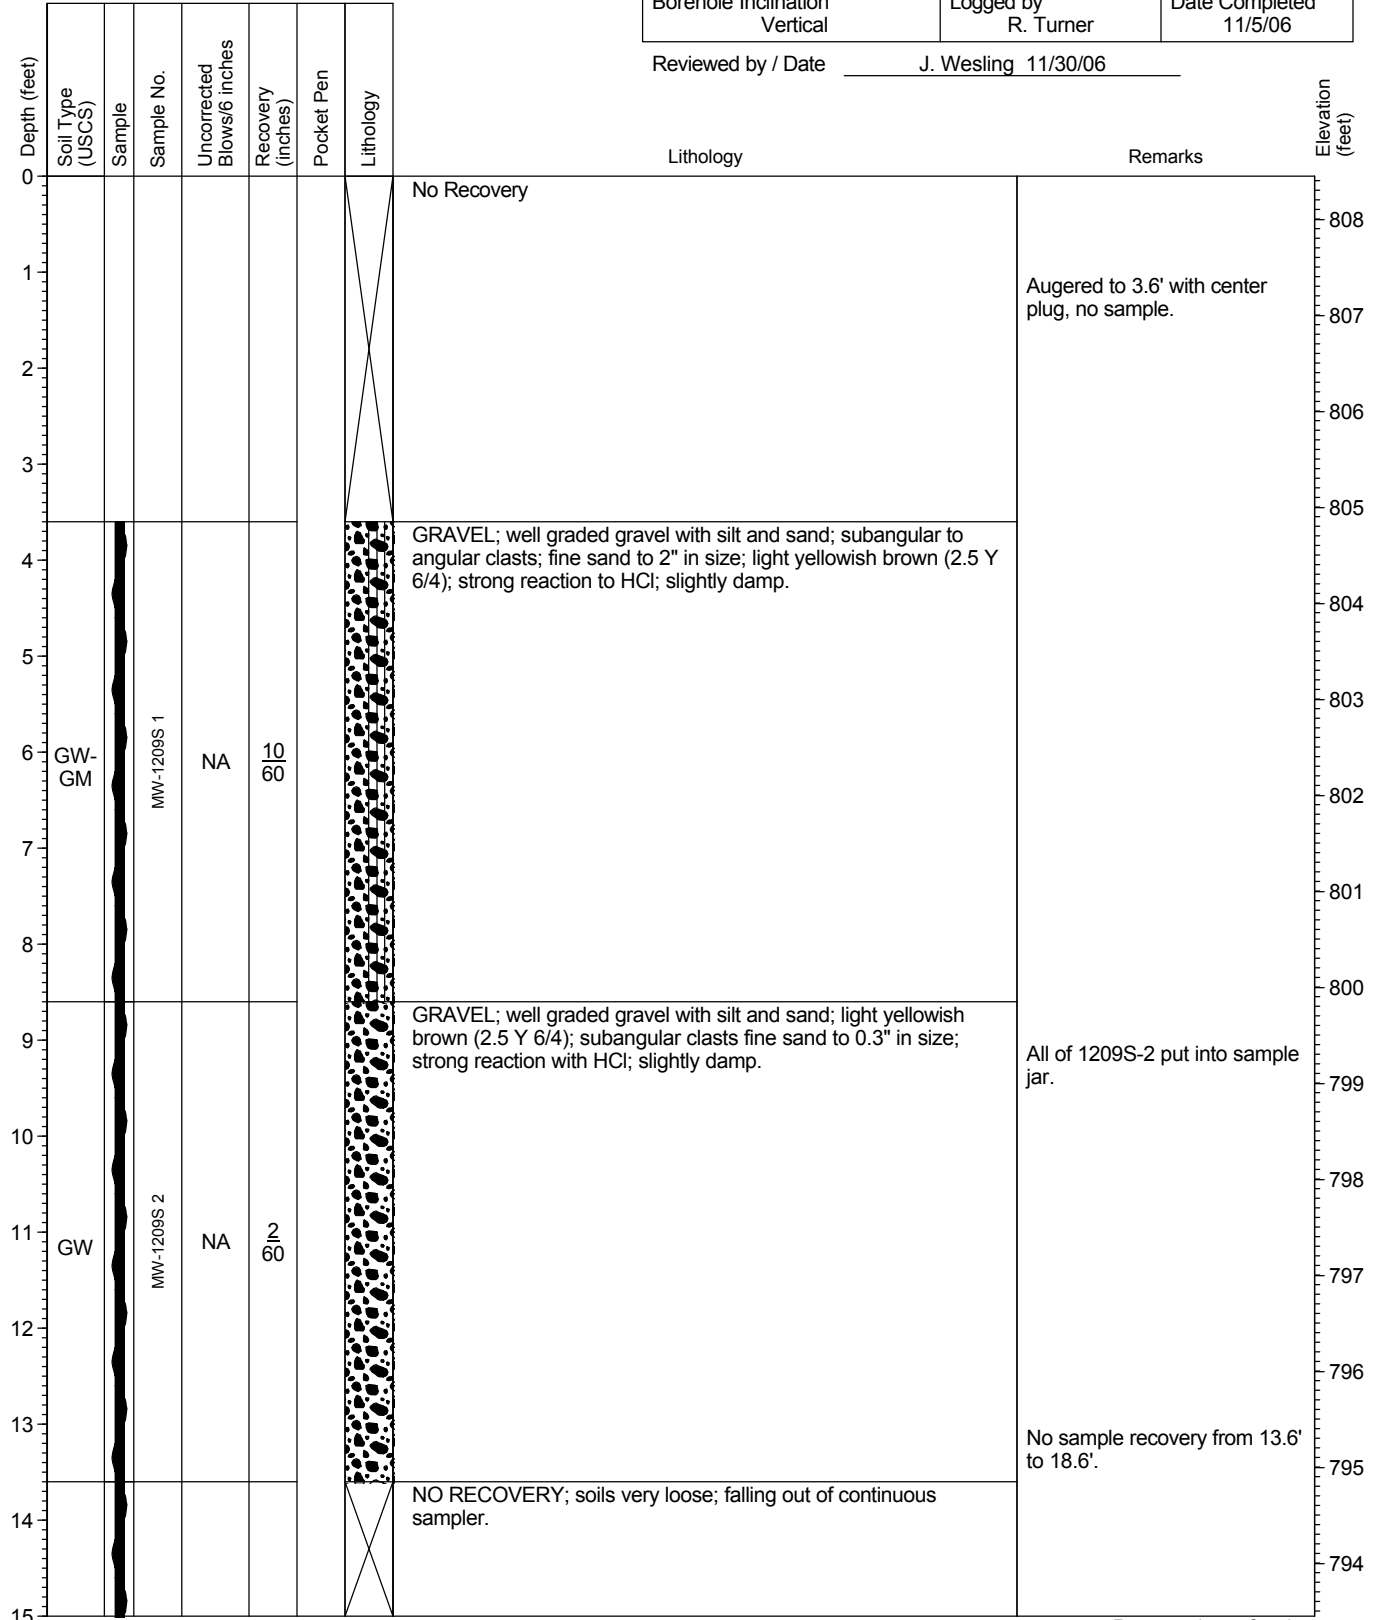 Borehole Inclination
Vertical
Logged by
R. Turner
Date Completed
11/5/06
Reviewed by / Date J. Wesling 11/30/06
Depth (feet)
Soil Type
(USCS)
Sample
Sample No.
Uncorrected
Blows/6 inches
Recovery
(inches)
Pocket Pen
Lithology
Lithology
Remarks
Elevation
(feet)
0
No Recovery
808
1
Augered to 3.6' with center
plug, no sample.
807
2
806
3
805
GRAVEL; well graded gravel with silt and sand; subangular to
angular clasts; fine sand to 2" in size; light yellowish brown (2.5 Y
6/4); strong reaction to HCl; slightly damp.
4
804
5
803
6
GW-
GM
MW-1209S 1
NA
10
60
802
7
801
8
800
GRAVEL; well graded gravel with silt and sand; light yellowish
brown (2.5 Y 6/4); subangular clasts fine sand to 0.3" in size;
strong reaction with HCl; slightly damp.
9
All of 1209S-2 put into sample
jar.
799
10
798
11
GW
MW-1209S 2
NA
2
60
797
12
796
13
No sample recovery from 13.6'
to 18.6'.
795
NO RECOVERY; soils very loose; falling out of continuous
sampler.
14
794
15